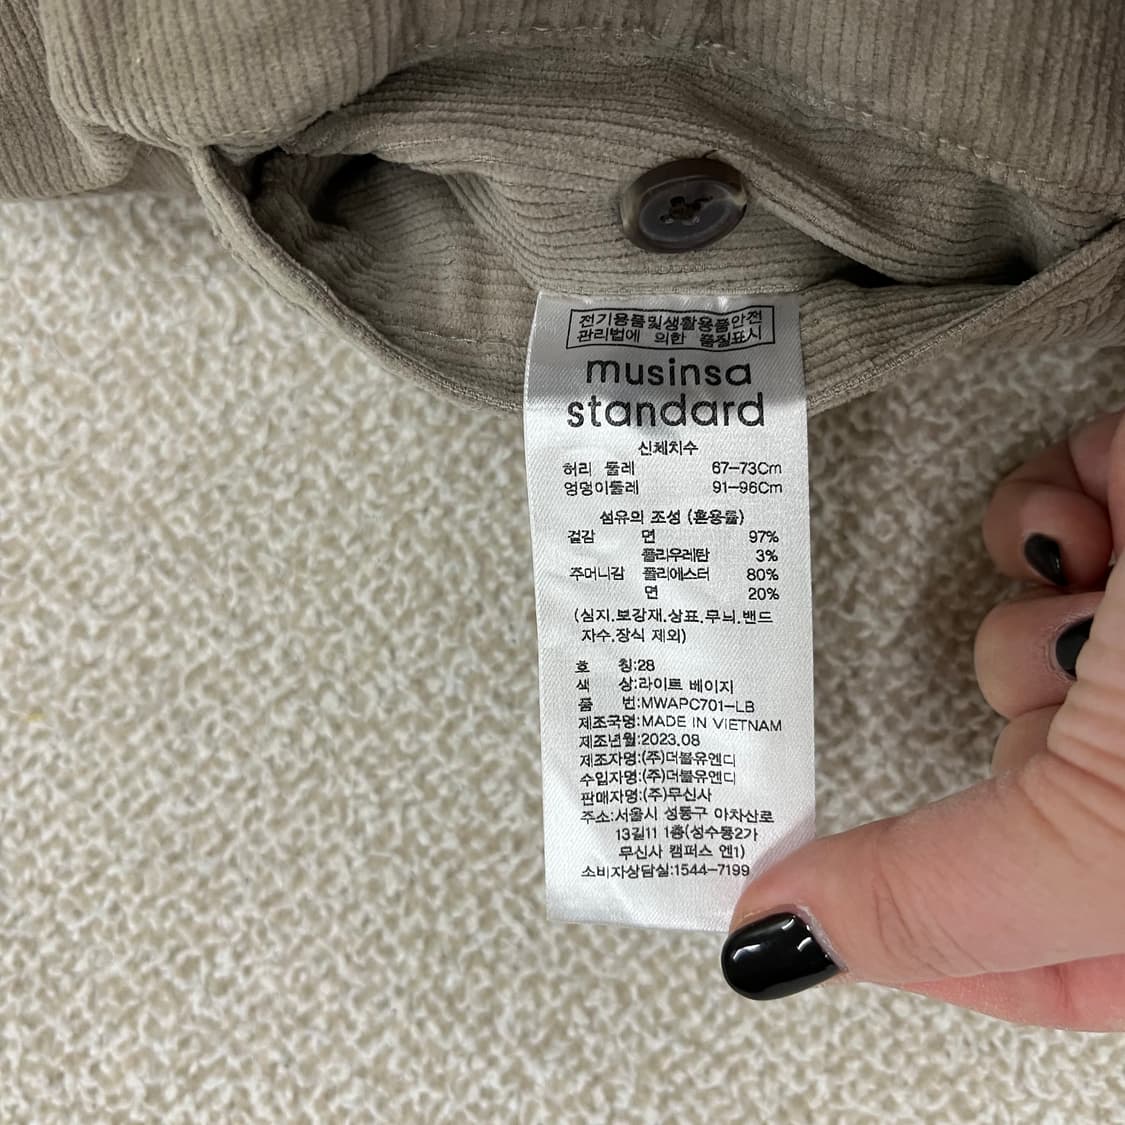 전기용품및생활용품안전
관리법에 의한 품질표시
musinsa
standard
신체치수
허리 둘레 67-73Cm
엉덩이둘레 91-96Cm
섬유의 조성 (혼용률)
겉감 면 97%
폴리우레탄 3%
주머니감 폴리에스터 80%
면 20%
(심지.보강재.상표.무늬.밴드
자수.장식 제외)
호 칭:28
색 상:라이트 베이지
품 번:MWAPC701-LB
제조국명:MADE IN VIETNAM
제조년월:2023.08
제조자명:(주)더블유엔디
수입자명:(주)더블유엔디
판매자명:(주)무신사
주소:서울시 성동구 아차산로
13길11 1층(성수동2가
무신사 캠퍼스 엔1)
소비자상담실:1544-7199